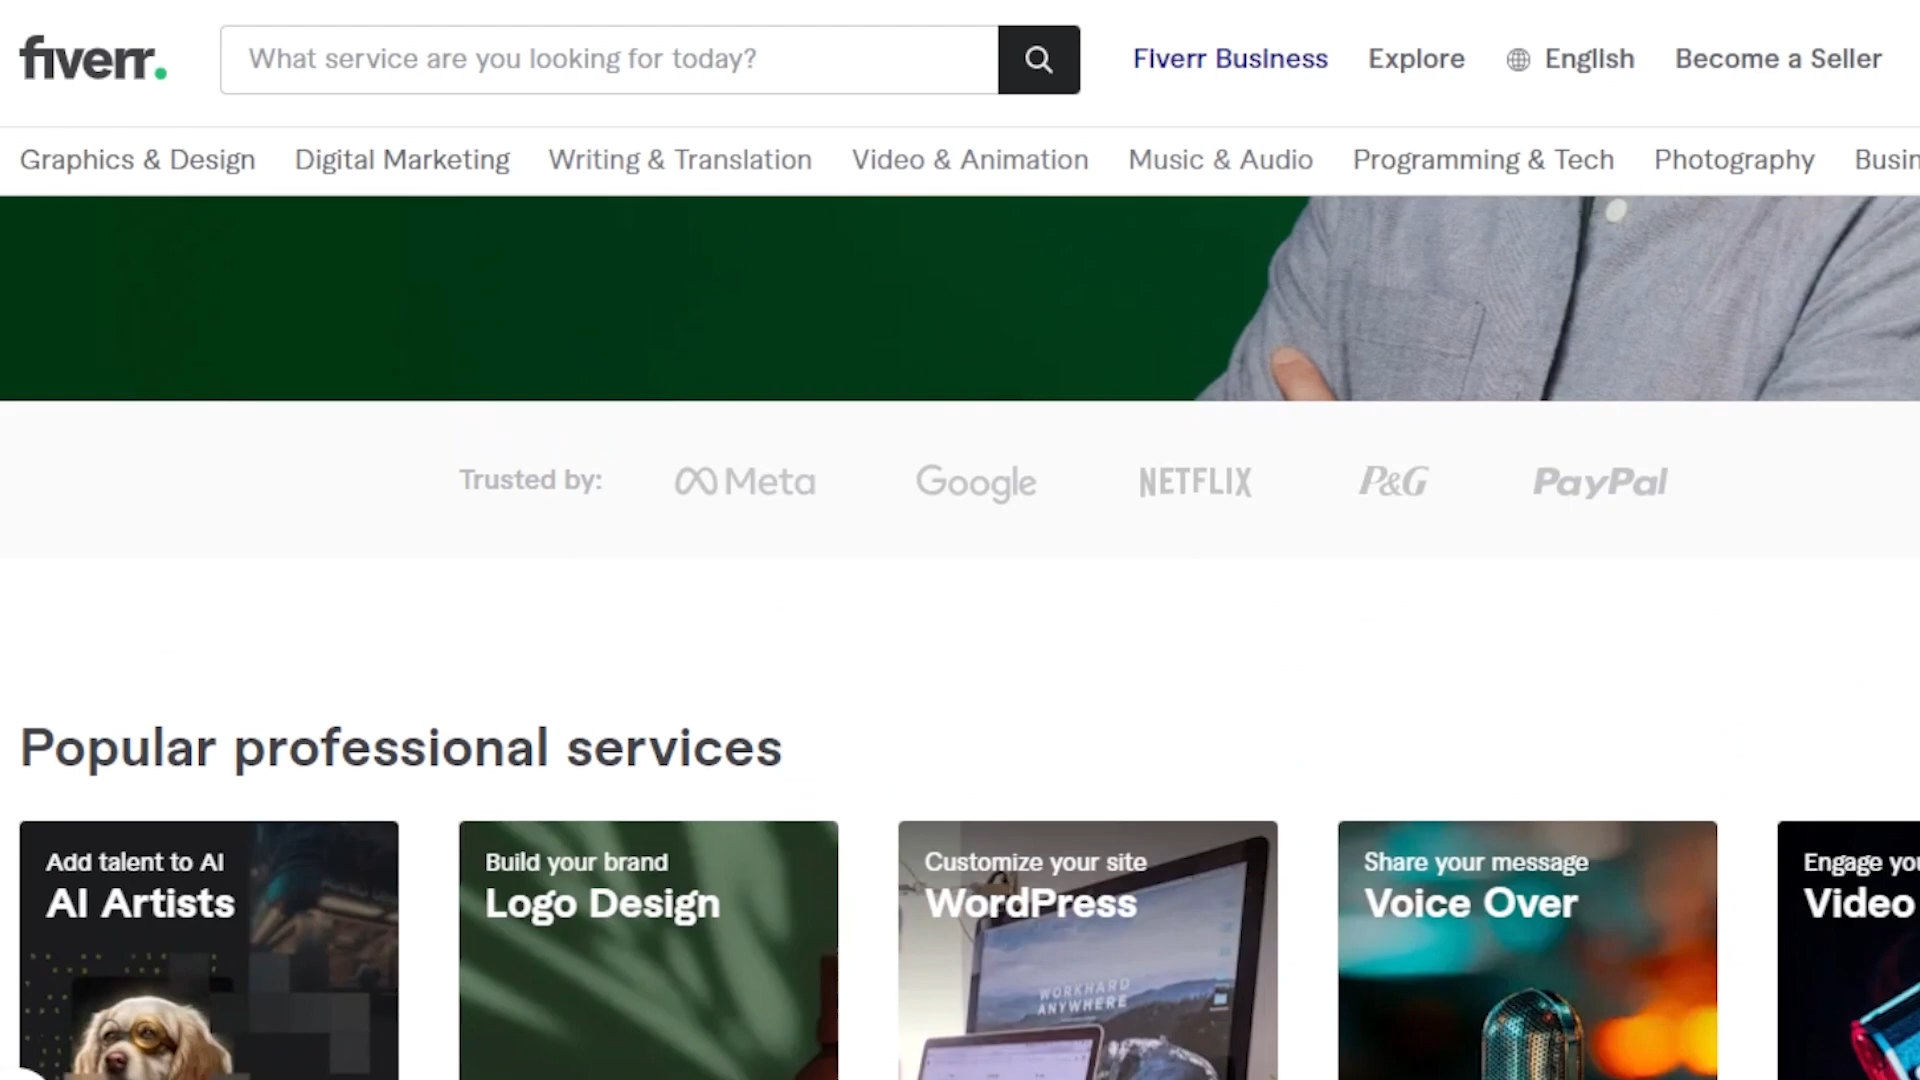 fiverr.
What service are you looking for today?
Fiverr Business
Explore
English
Become a Seller
Graphics & Design
Digital Marketing
Writing & Translation
Video & Animation
Music & Audio
Programming & Tech
Photography
Busin
Trusted by:
Meta
Google
NETFLIX
P&G
PayPal
Popular professional services
Add talent to AI
AI Artists
Build your brand
Logo Design
Customize your site
WordPress
WORKHARD
ANYWHERE
Share your message
Voice Over
Engage you
Video